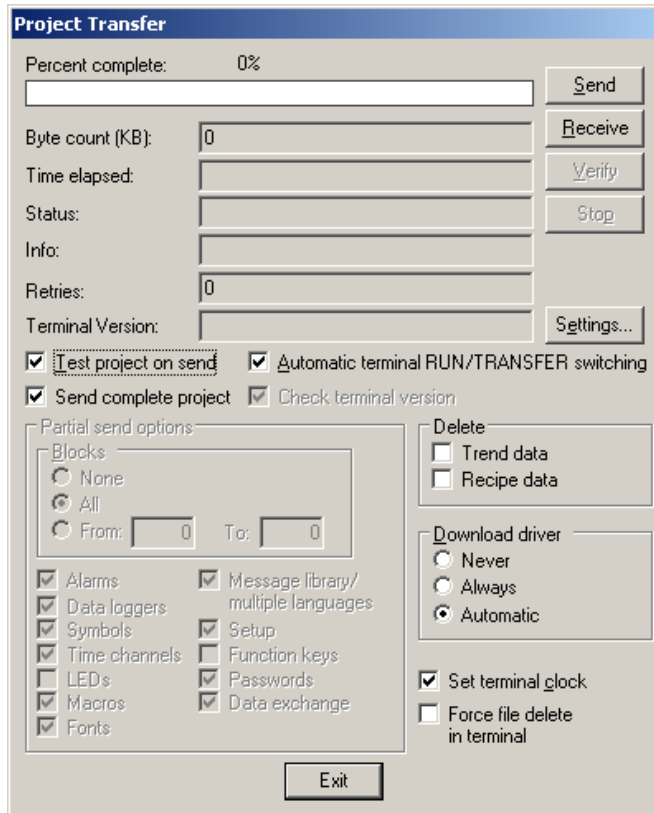 Project Transfer
Percent complete: 0%
Send
Byte count (KB): 0
Receive
Time elapsed:
Verify
Status:
Stop
Info:
Retries: 0
Terminal Version:
Settings...
Test project on send
Automatic terminal RUN/TRANSFER switching
Send complete project
Check terminal version
Partial send options
Blocks
None
All
From: 0 To: 0
Alarms
Data loggers
Symbols
Time channels
LEDs
Macros
Fonts
Message library/
multiple languages
Setup
Function keys
Passwords
Data exchange
Delete
Trend data
Recipe data
Download driver
Never
Always
Automatic
Set terminal clock
Force file delete
in terminal
Exit